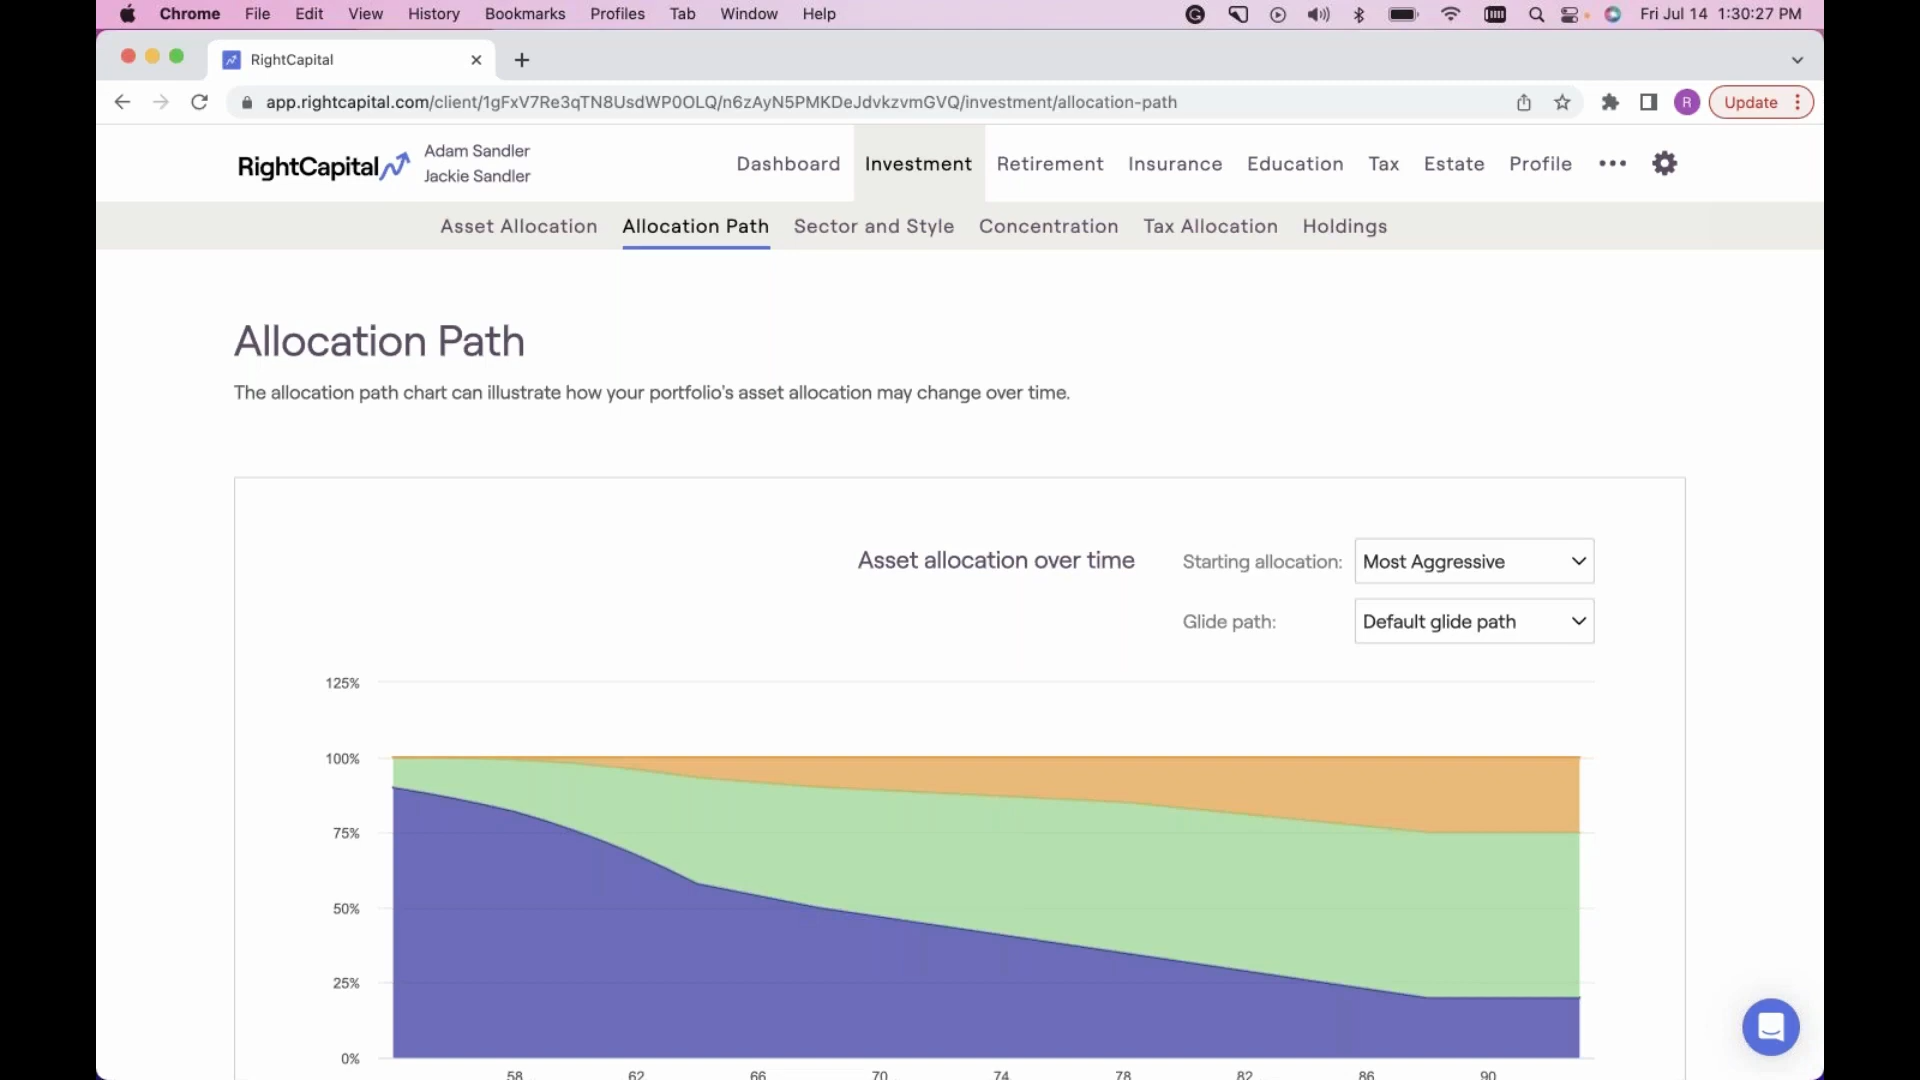 Chrome File Edit View History Bookmarks Profiles Tab Window Help Fri Jul 14 1:30:27 PM
RightCapital
app.rightcapital.com/client/1gFxV7Re3qTN8UsdWP0OLQ/n6zAyN5PMKDeJdvkzvmGVQ/investment/allocation-path R Update
RightCapital
Adam Sandler
Jackie Sandler
Dashboard Investment Retirement Insurance Education Tax Estate Profile
Asset Allocation Allocation Path Sector and Style Concentration Tax Allocation Holdings
Allocation Path
The allocation path chart can illustrate how your portfolio's asset allocation may change over time.
Asset allocation over time Starting allocation: Most Aggressive
Glide path: Default glide path
125%
100%
75%
50%
25%
0%
58 62 66 70 74 78 82 86 90